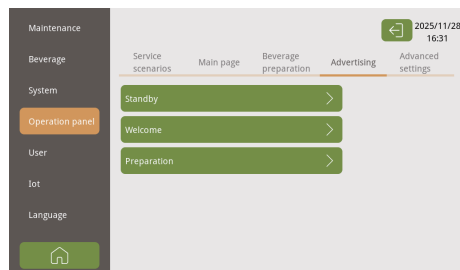 Maintenance
Beverage
System
Operation panel
User
Iot
Language
2025/11/28
16:31
Service
scenarios
Main page
Beverage
preparation
Advertising
Advanced
settings
Standby
Welcome
Preparation